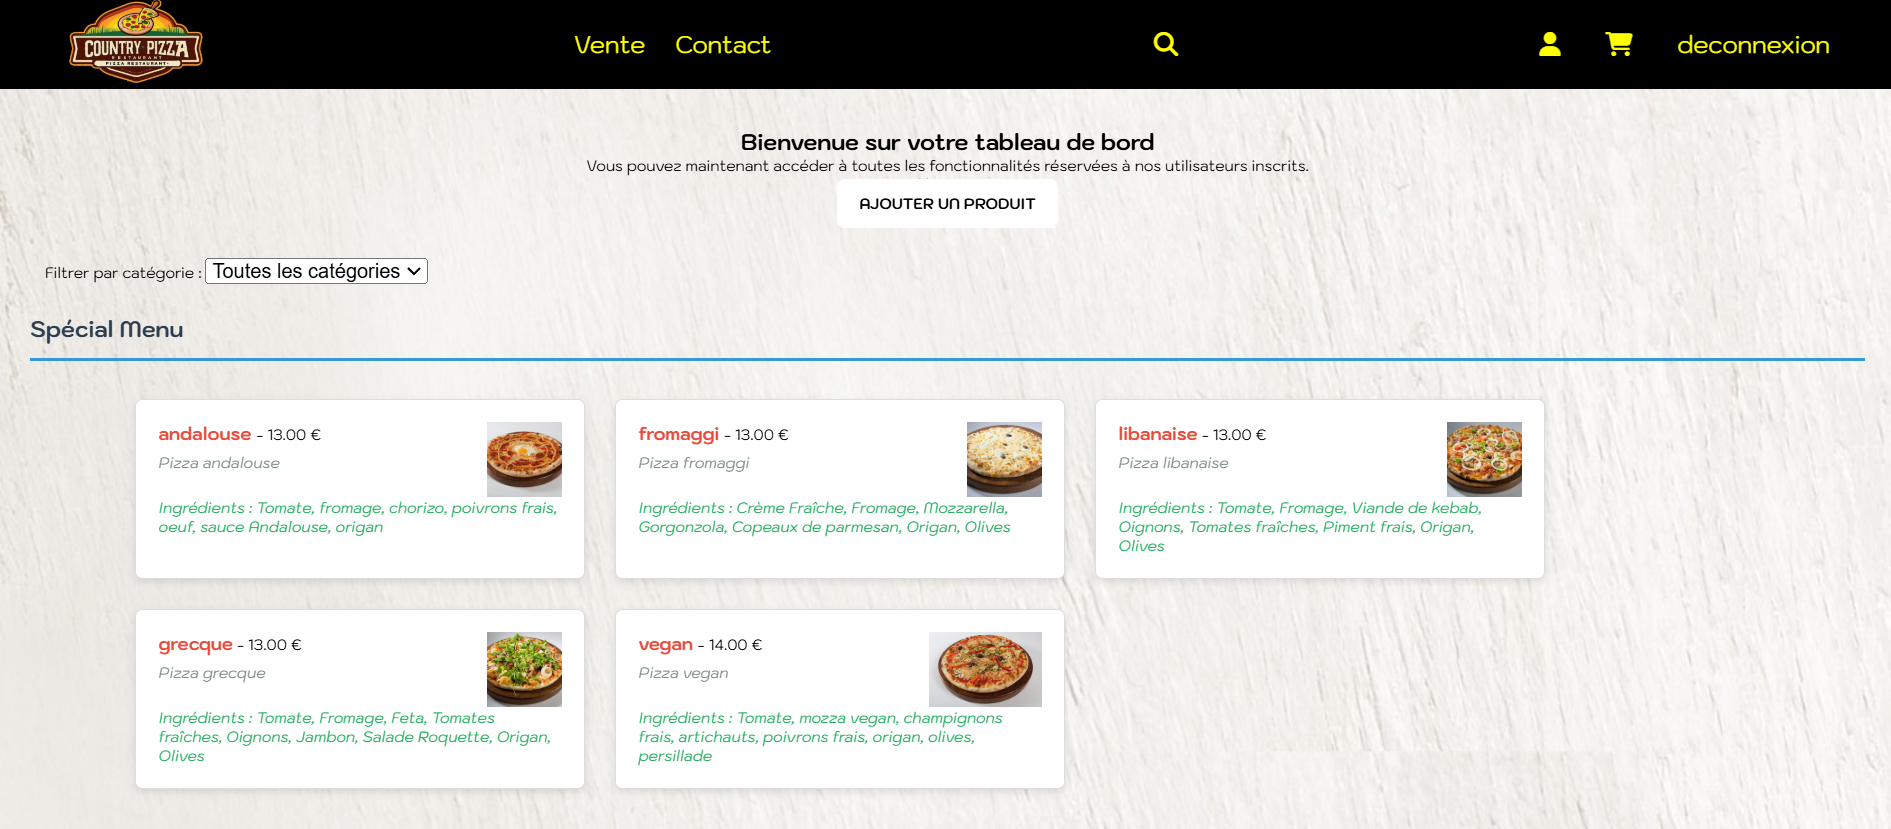 COUNTRY PIZZA
RESTAURANT
PIZZA RESTAURANT
Vente
Contact
deconnexion
Bienvenue sur votre tableau de bord
Vous pouvez maintenant accéder à toutes les fonctionnalités réservées à nos utilisateurs inscrits.
AJOUTER UN PRODUIT
Filtrer par catégorie : Toutes les catégories
Spécial Menu
andalouse - 13.00 €
Pizza andalouse
Ingrédients : Tomate, fromage, chorizo, poivrons frais,
oeuf, sauce Andalouse, origan
fromaggi - 13.00 €
Pizza fromaggi
Ingrédients : Crème Fraîche, Fromage, Mozzarella,
Gorgonzola, Copeaux de parmesan, Origan, Olives
libanaise - 13.00 €
Pizza libanaise
Ingrédients : Tomate, Fromage, Viande de kebab,
Oignons, Tomates fraîches, Piment frais, Origan,
Olives
grecque - 13.00 €
Pizza grecque
Ingrédients : Tomate, Fromage, Feta, Tomates
fraîches, Oignons, Jambon, Salade Roquette, Origan,
Olives
vegan - 14.00 €
Pizza vegan
Ingrédients : Tomate, mozza vegan, champignons
frais, artichauts, poivrons frais, origan, olives,
persillade